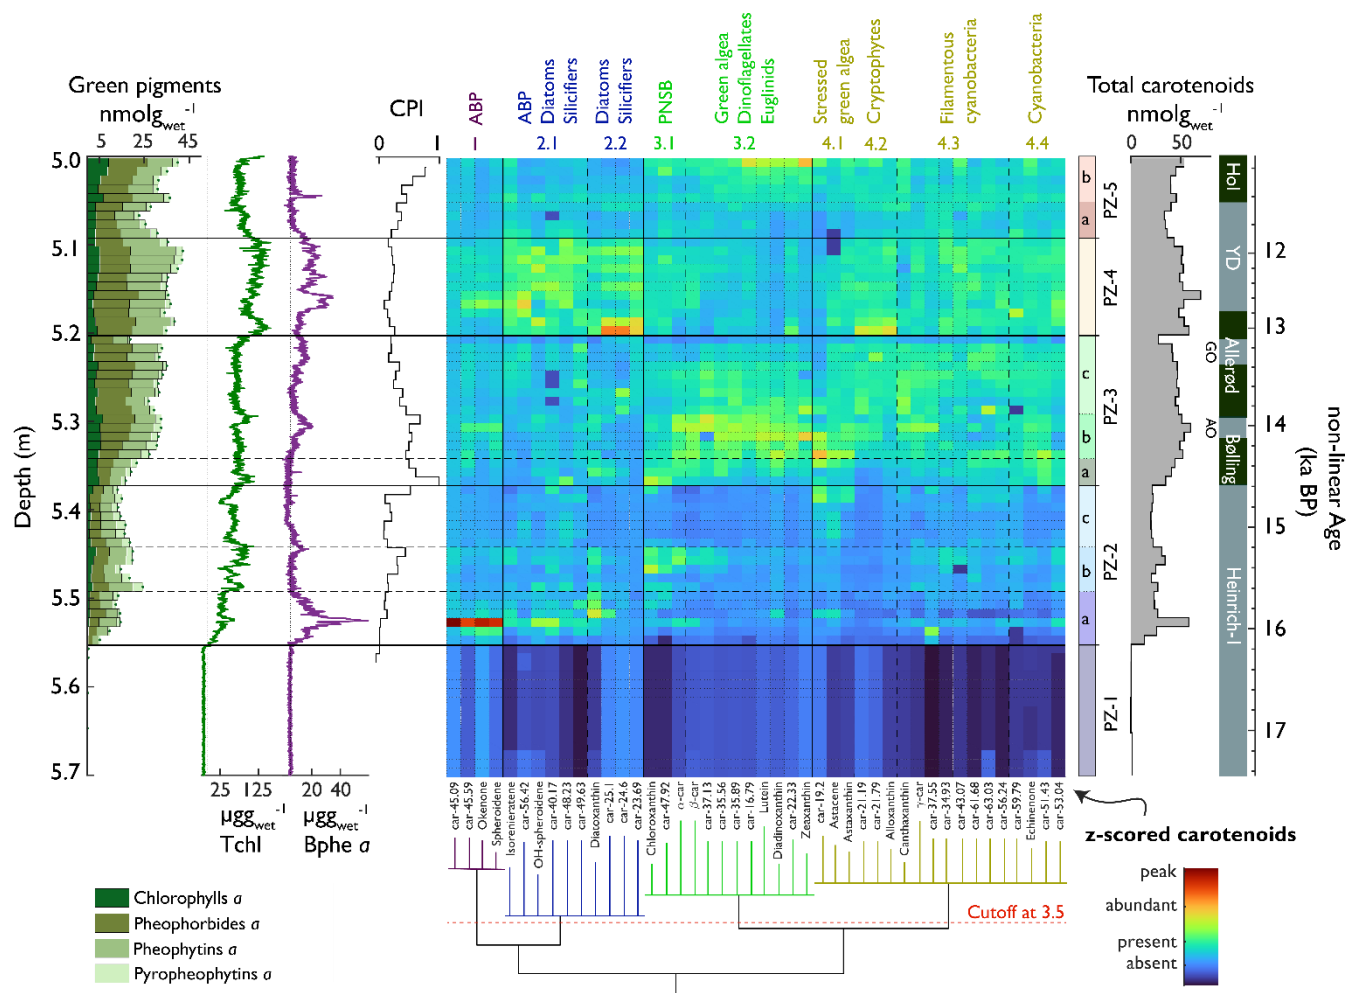 Green pigments
nmolg_wet^-1
5 25 45
CPI
0 1
ABP
1
ABP
Diatoms
Silicifiers
2.1
Diatoms
Silicifiers
2.2
PNSB
3.1
Green algea
Dinoflagellates
Euglinids
3.2
Stressed
green algea
4.1
Cryptophytes
4.2
Filamentous
cyanobacteria
4.3
Cyanobacteria
4.4
Total carotenoids
nmolg_wet^-1
0 50
Depth (m)
5.0
5.1
5.2
5.3
5.4
5.5
5.6
5.7
25 125
µgg_wet^-1
Tchl
20 40
µgg_wet^-1
Bphe a
b
a
PZ-5
PZ-4
c
b
a
PZ-3
c
b
a
PZ-2
PZ-1
GO
AO
Hol
YD
Allerød
Bølling
Heinrich-I
12
13
14
15
16
17
non-linear Age
(ka BP)
car-45.09
car-45.59
Okenone
Spheroidene
Isorenieratene
car-56.42
OH-spheroidene
car-40.17
car-48.23
car-49.63
Diacoxanthin
car-25.1
car-24.6
car-23.69
Chloroxanthin
car-47.92
α-car
β-car
car-37.13
car-35.56
car-35.89
car-16.79
Lutein
Diadinoxanthin
car-22.33
Zeaxanthin
car-19.2
Astacene
Astaxanthin
car-21.19
car-21.79
Alloxanthin
Canthaxanthin
γ-car
car-37.55
car-34.93
car-43.07
car-61.68
car-63.03
car-56.24
car-59.79
Echinenone
car-51.43
car-53.04
z-scored carotenoids
peak
abundant
present
absent
Cutoff at 3.5
Chlorophylls a
Pheophorbides a
Pheophytins a
Pyropheophytins a